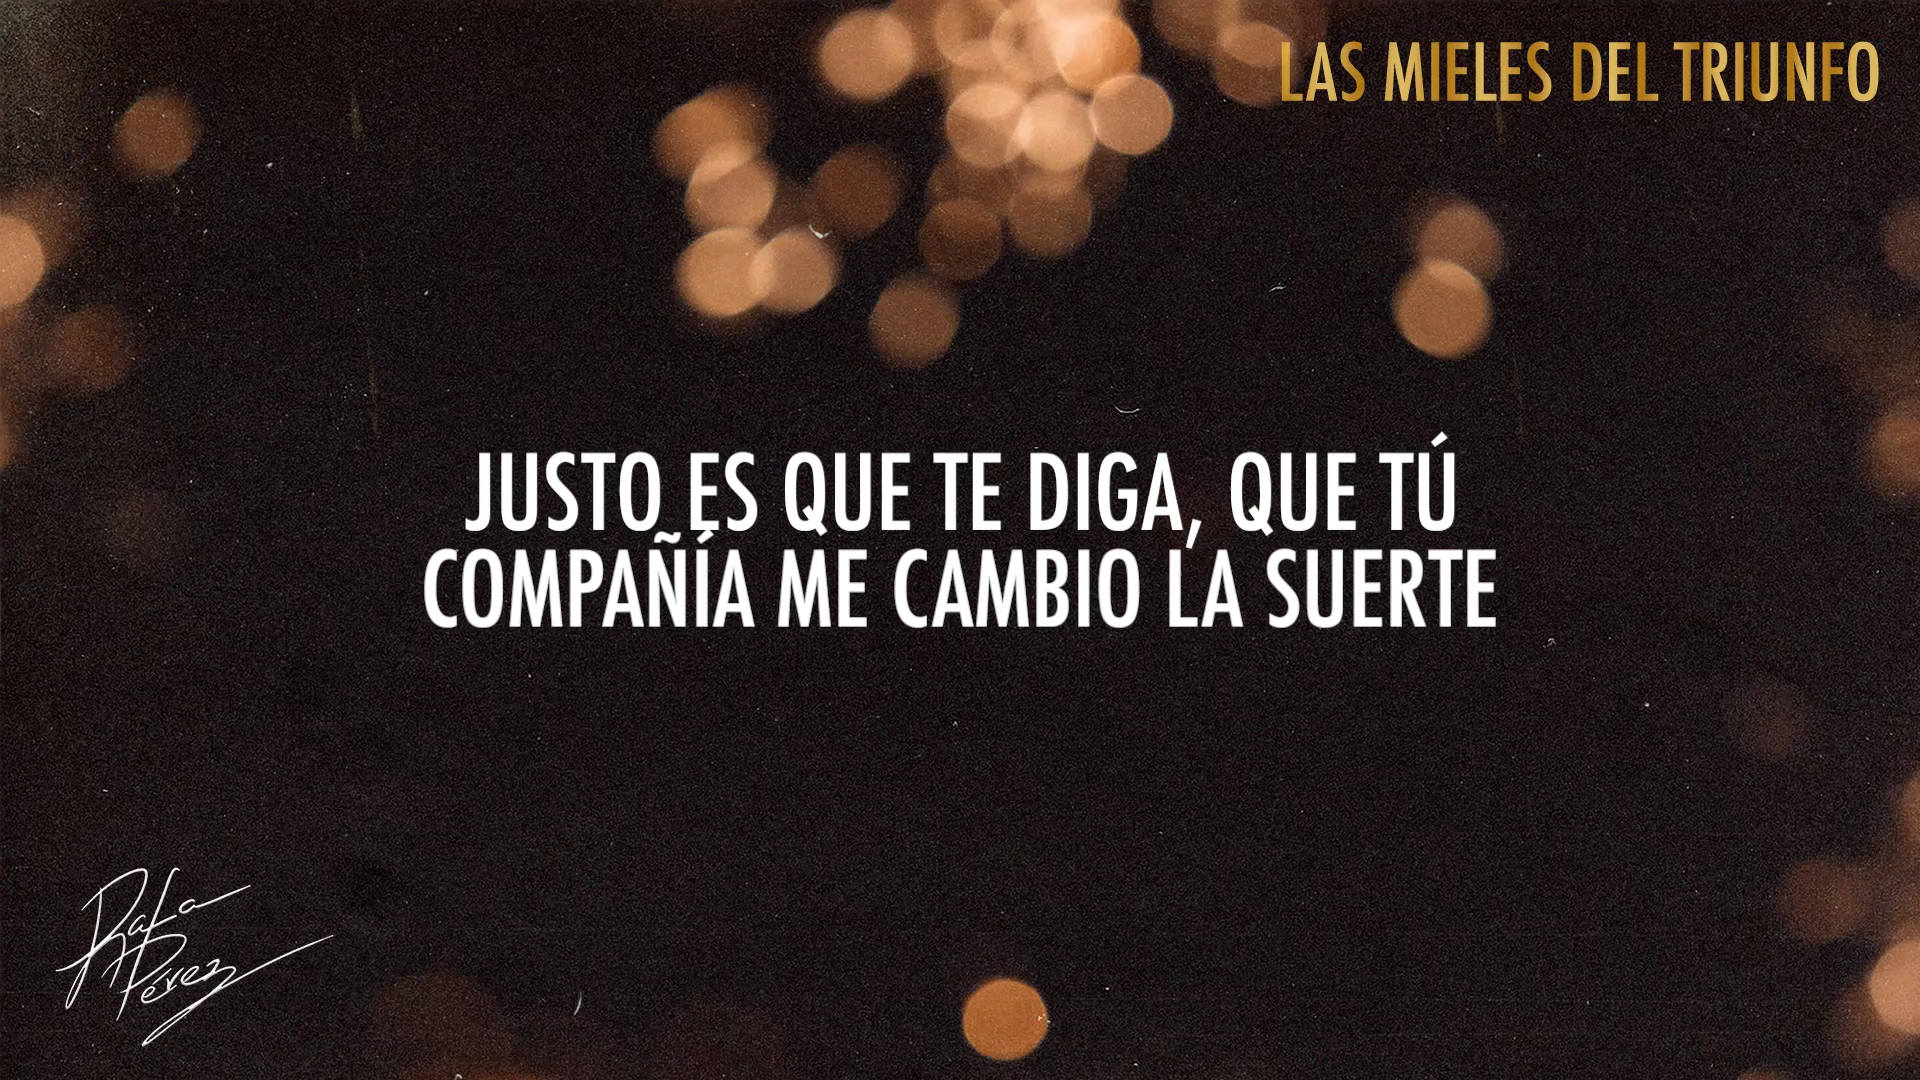 LAS MIELES DEL TRIUNFO
JUSTO ES QUE TE DIGA, QUE TÚ
COMPAÑÍA ME CAMBIO LA SUERTE
Rafa
Pérez